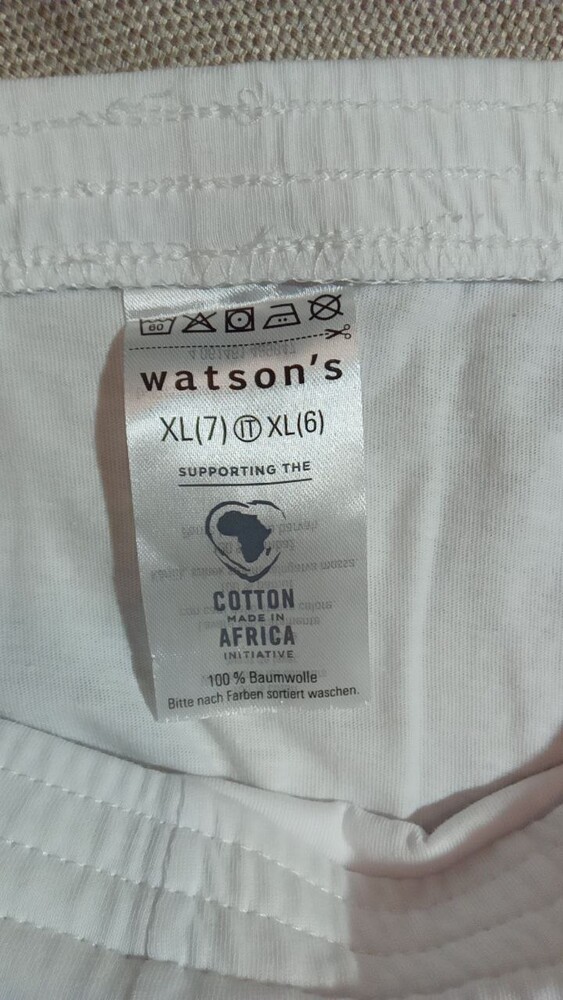 60
watson's
XL(7) IT XL(6)
SUPPORTING THE
COTTON
MADE IN
AFRICA
INITIATIVE
100 % Baumwolle
Bitte nach Farben sortiert waschen.